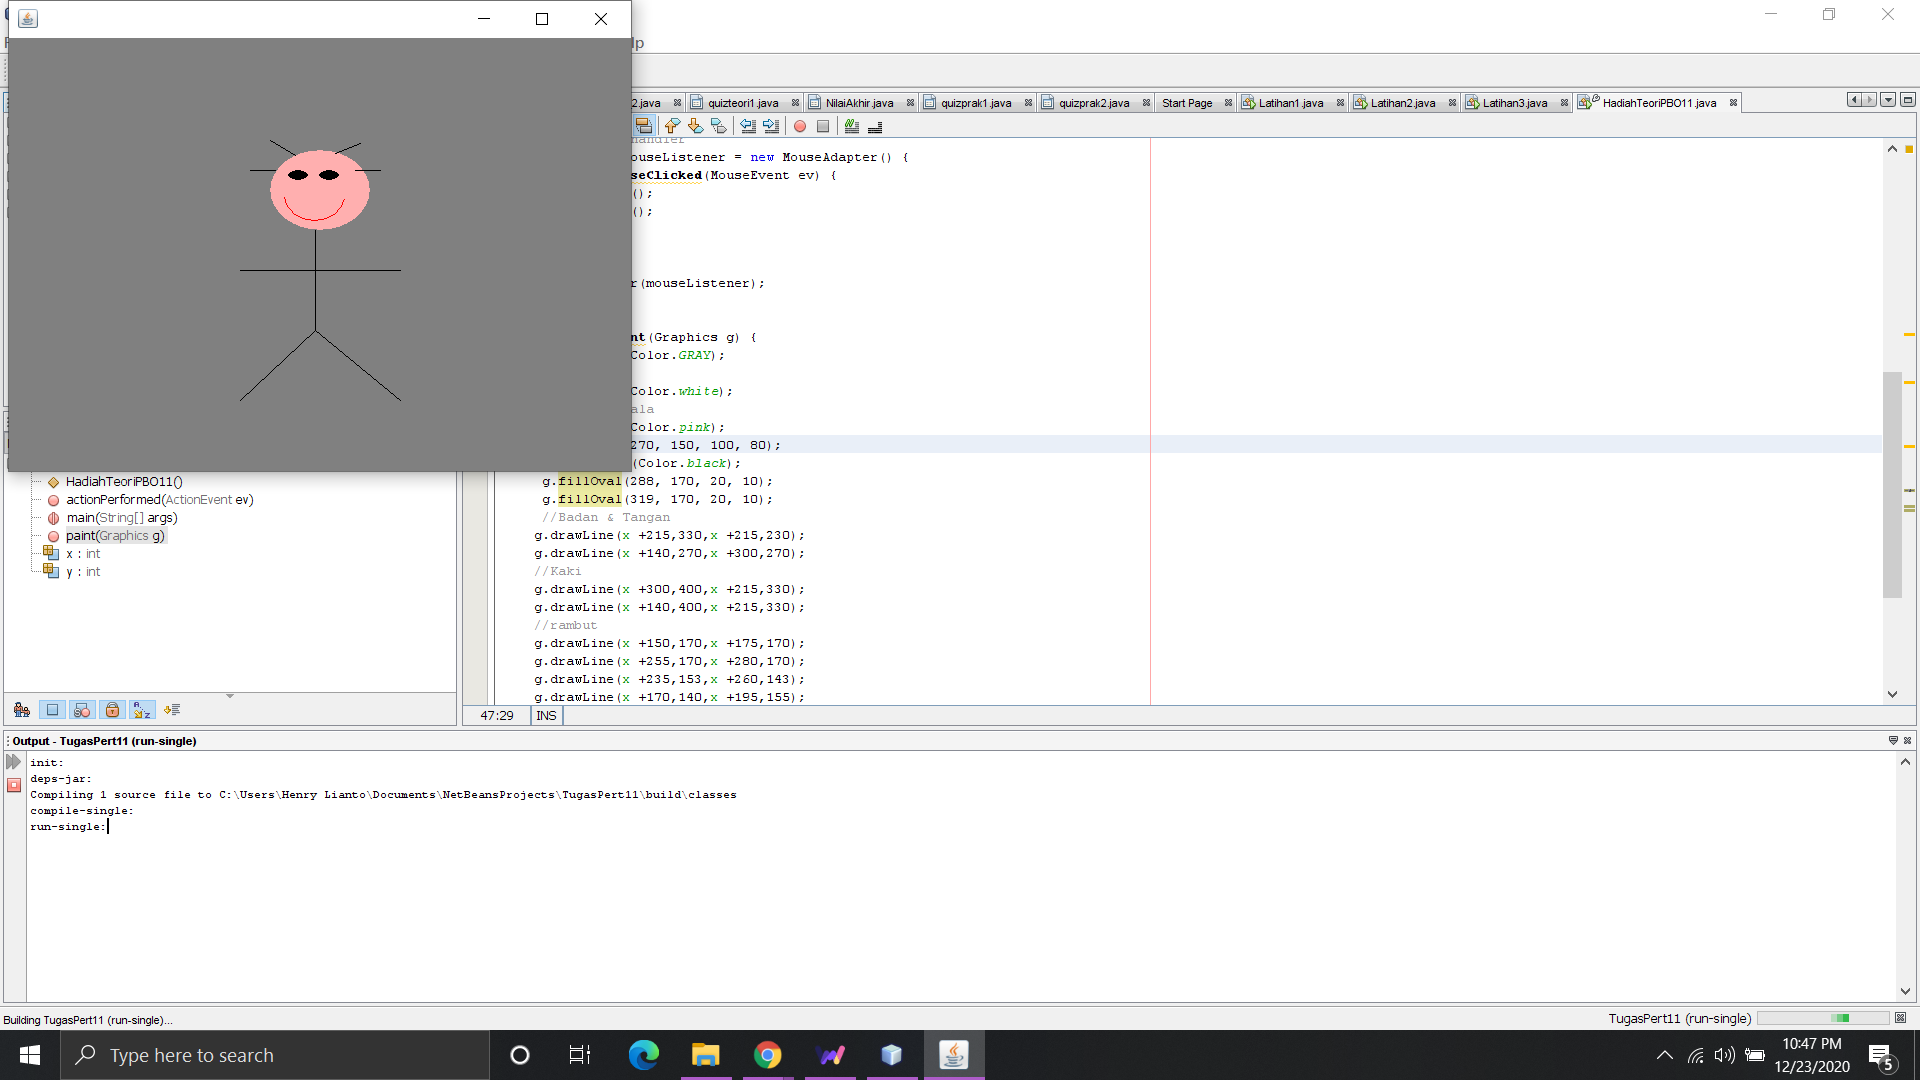 lp
2.java
quizteori1.java
NilaiAkhir.java
quizprak1.java
quizprak2.java
Start Page
Latihan1.java
Latihan2.java
Latihan3.java
HadiahTeoriPBO11.java
handler
ouseListener = new MouseAdapter() {
seClicked(MouseEvent ev) {
();
();
r(mouseListener);
nt(Graphics g) {
Color.GRAY);
Color.white);
ala
Color.pink);
270, 150, 100, 80);
(Color.black);
g.fillOval(288, 170, 20, 10);
g.fillOval(319, 170, 20, 10);
//Badan & Tangan
g.drawLine(x +215,330,x +215,230);
g.drawLine(x +140,270,x +300,270);
//Kaki
g.drawLine(x +300,400,x +215,330);
g.drawLine(x +140,400,x +215,330);
//rambut
g.drawLine(x +150,170,x +175,170);
g.drawLine(x +255,170,x +280,170);
g.drawLine(x +235,153,x +260,143);
g.drawLine(x +170,140,x +195,155);
47:29
INS
HadiahTeoriPBO11()
actionPerformed(ActionEvent ev)
main(String[] args)
paint(Graphics g)
x : int
y : int
Output - TugasPert11 (run-single)
init:
deps-jar:
Compiling 1 source file to C:\Users\Henry Lianto\Documents\NetBeansProjects\TugasPert11\build\classes
compile-single:
run-single:
Building TugasPert11 (run-single)...
TugasPert11 (run-single)
Type here to search
10:47 PM
12/23/2020
5